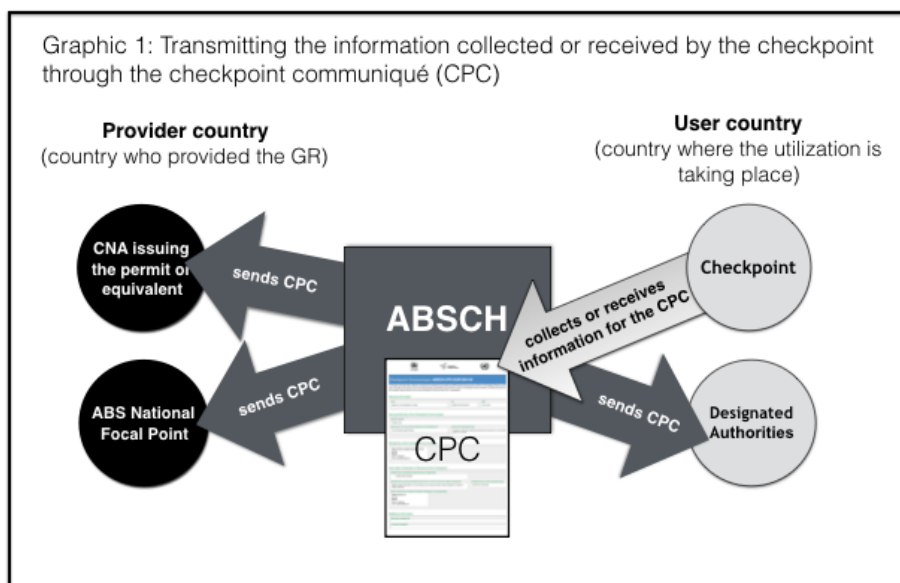 Graphic 1: Transmitting the information collected or received by the checkpoint
through the checkpoint communiqué (CPC)
Provider country
(country who provided the GR)
User country
(country where the utilization is
taking place)
CNA issuing
the permit or
equivalent
sends CPC
ABSCH
collects or receives
information for the CPC
Checkpoint
ABS National
Focal Point
sends CPC
CPC
sends CPC
Designated
Authorities